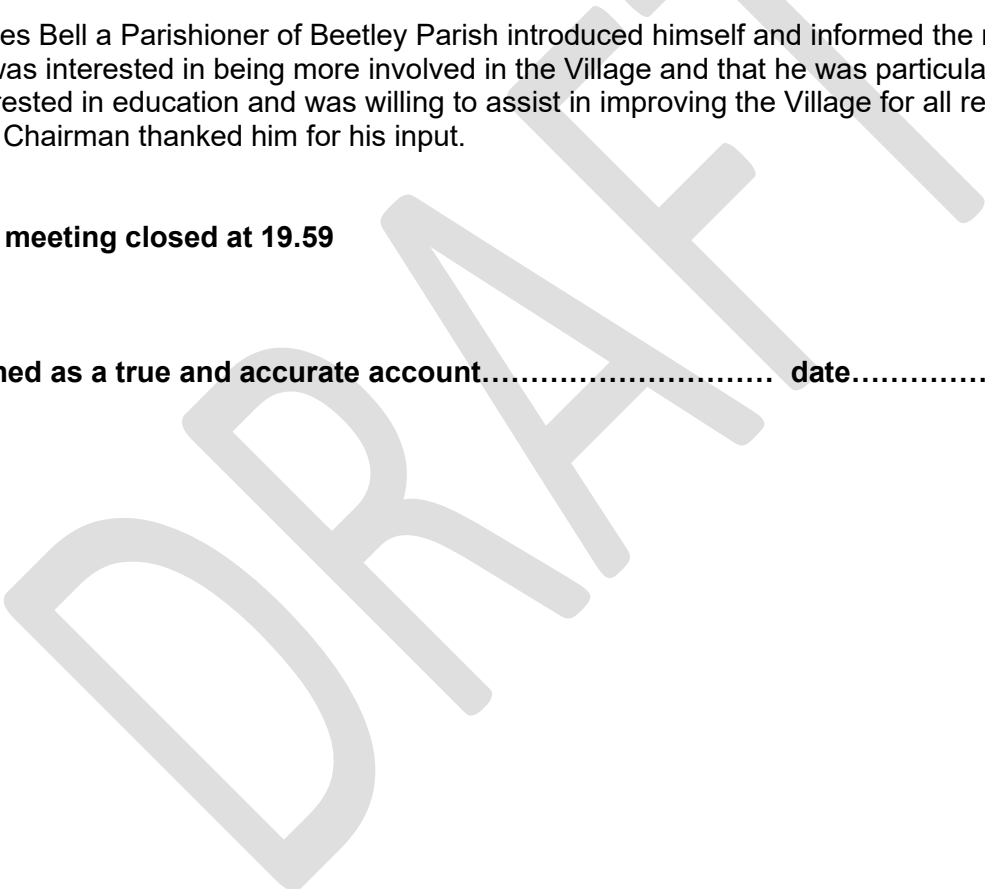 es Bell a Parishioner of Beetley Parish introduced himself and informed the
was interested in being more involved in the Village and that he was particula
rested in education and was willing to assist in improving the Village for all re
Chairman thanked him for his input.
meeting closed at 19.59
ned as a true and accurate account………………………… date……………
DRAFT